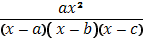 ax²
(x − a)( x − b)(x − c)